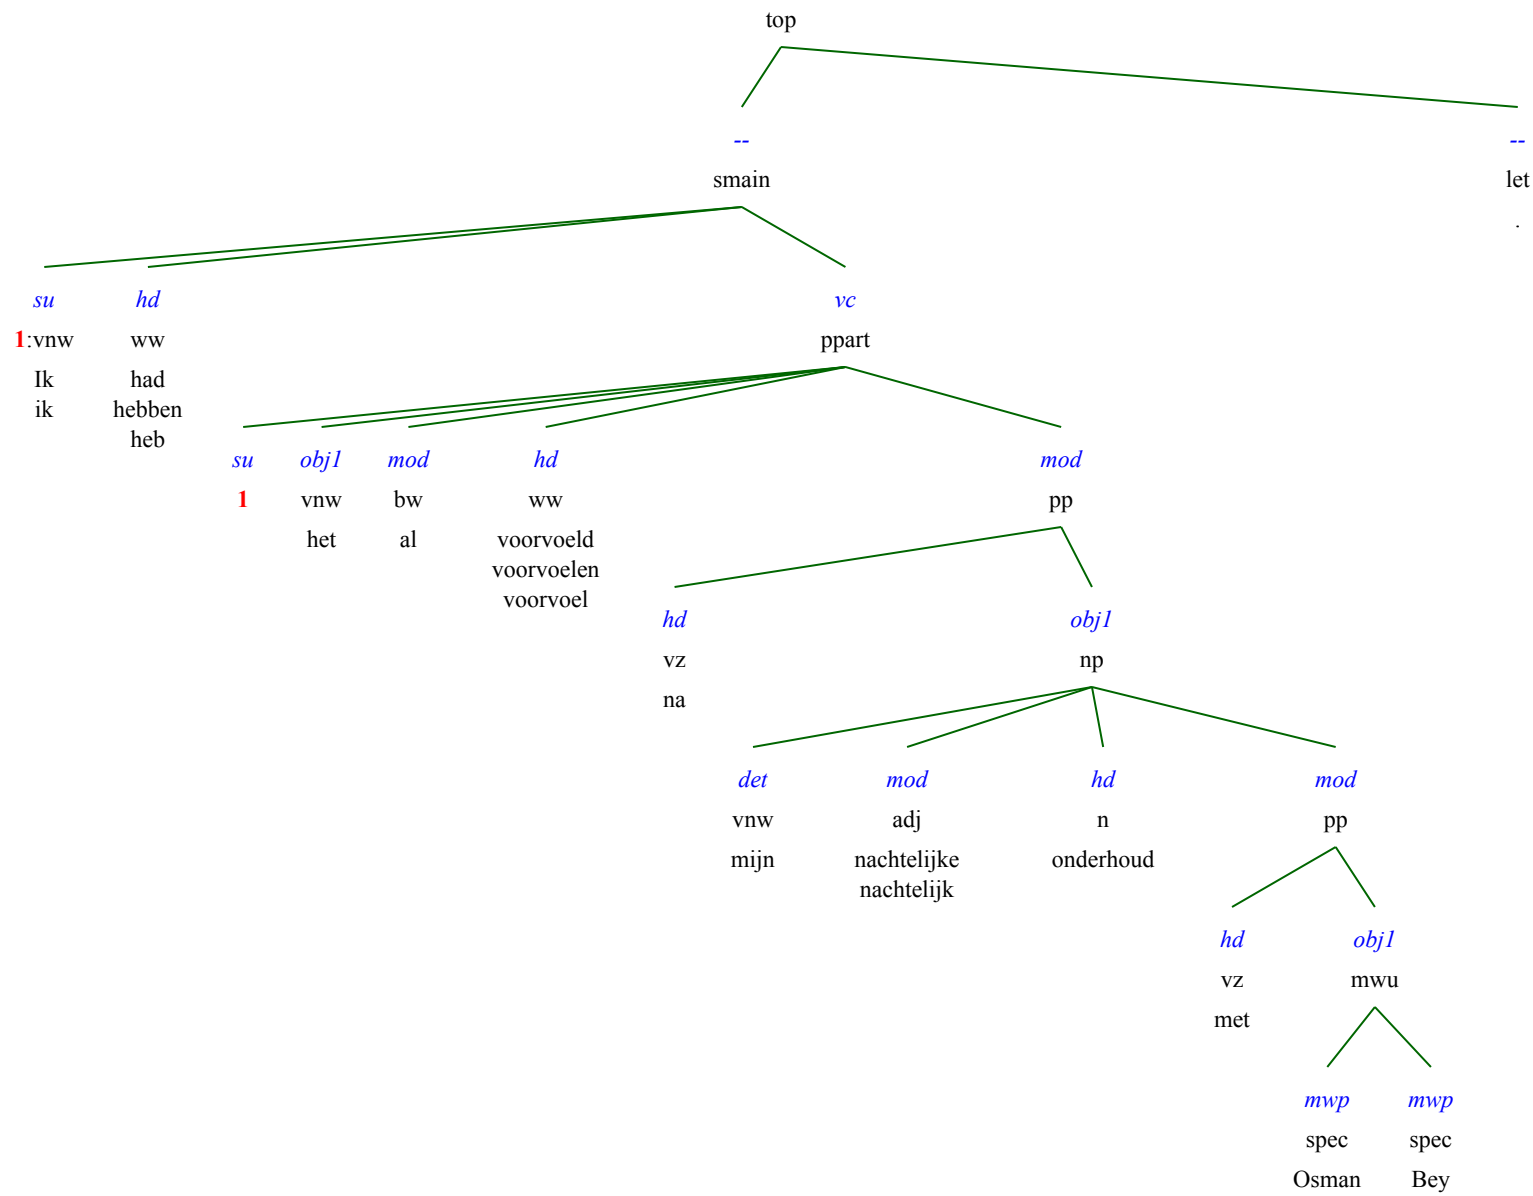 top
-- --
smain let
.
su hd vc
1:vnw ww ppart
Ik had
ik hebben
heb
su obj1 mod hd mod
1 vnw bw ww pp
het al voorvoeld
voorvoelen
voorvoel
hd obj1
vz np
na
det mod hd mod
vnw adj n pp
mijn nachtelijke onderhoud
nachtelijk
hd obj1
vz mwu
met
mwp mwp
spec spec
Osman Bey